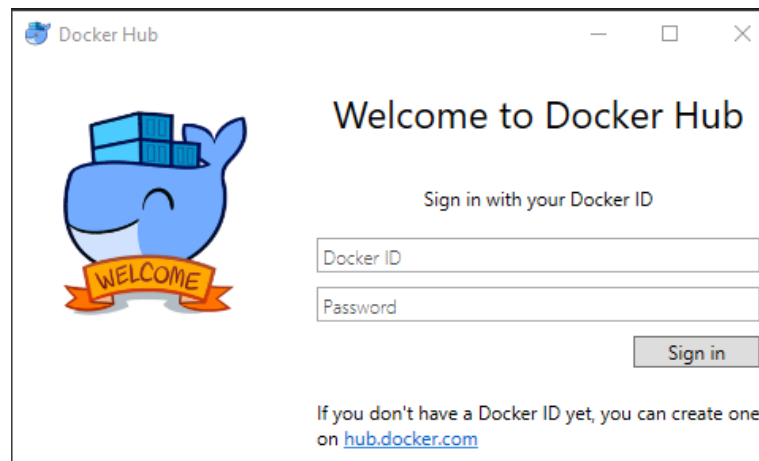 Docker Hub
Welcome to Docker Hub
WELCOME
Sign in with your Docker ID
Docker ID
Password
Sign in
If you don't have a Docker ID yet, you can create one
on hub.docker.com